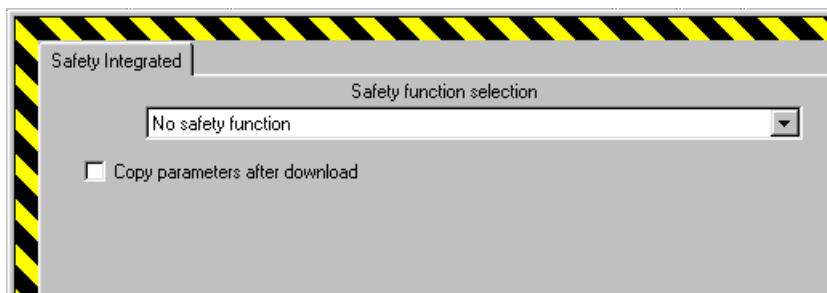 Safety Integrated
Safety function selection
No safety function
Copy parameters after download